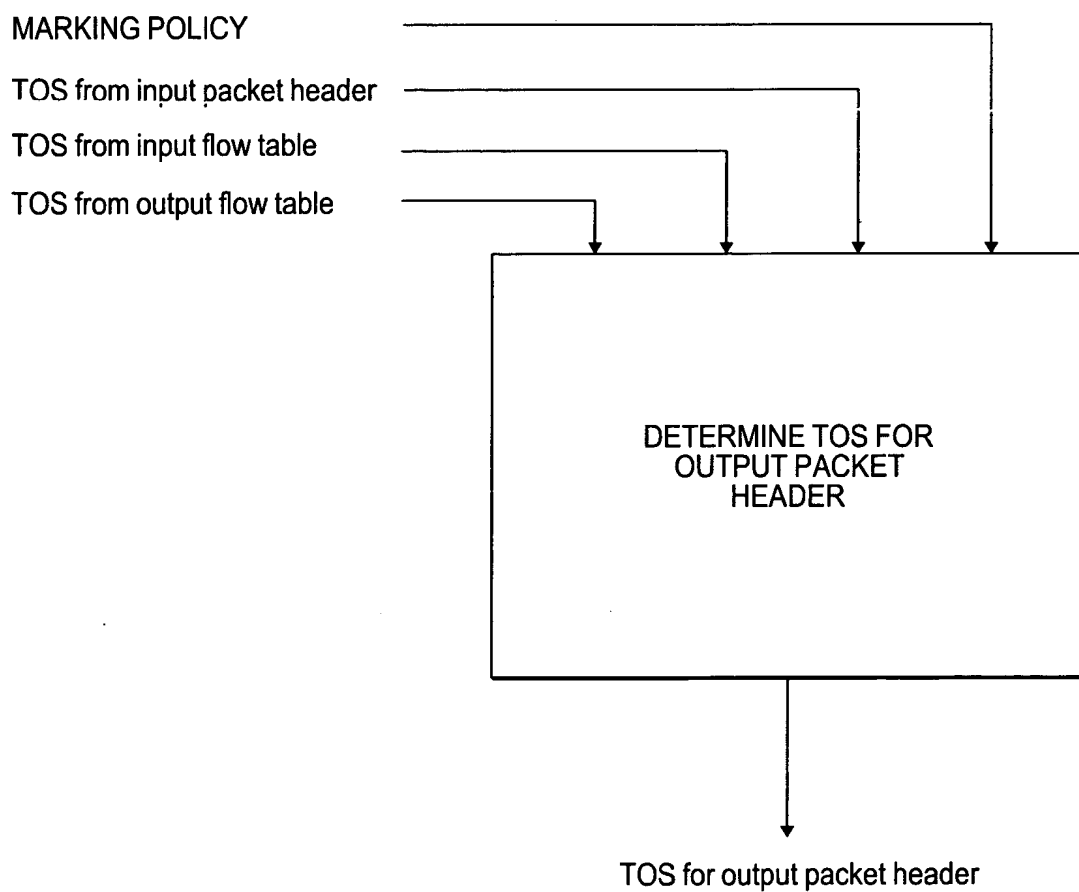 MARKING POLICY
TOS from input packet header
TOS from input flow table
TOS from output flow table
DETERMINE TOS FOR
OUTPUT PACKET
HEADER
TOS for output packet header